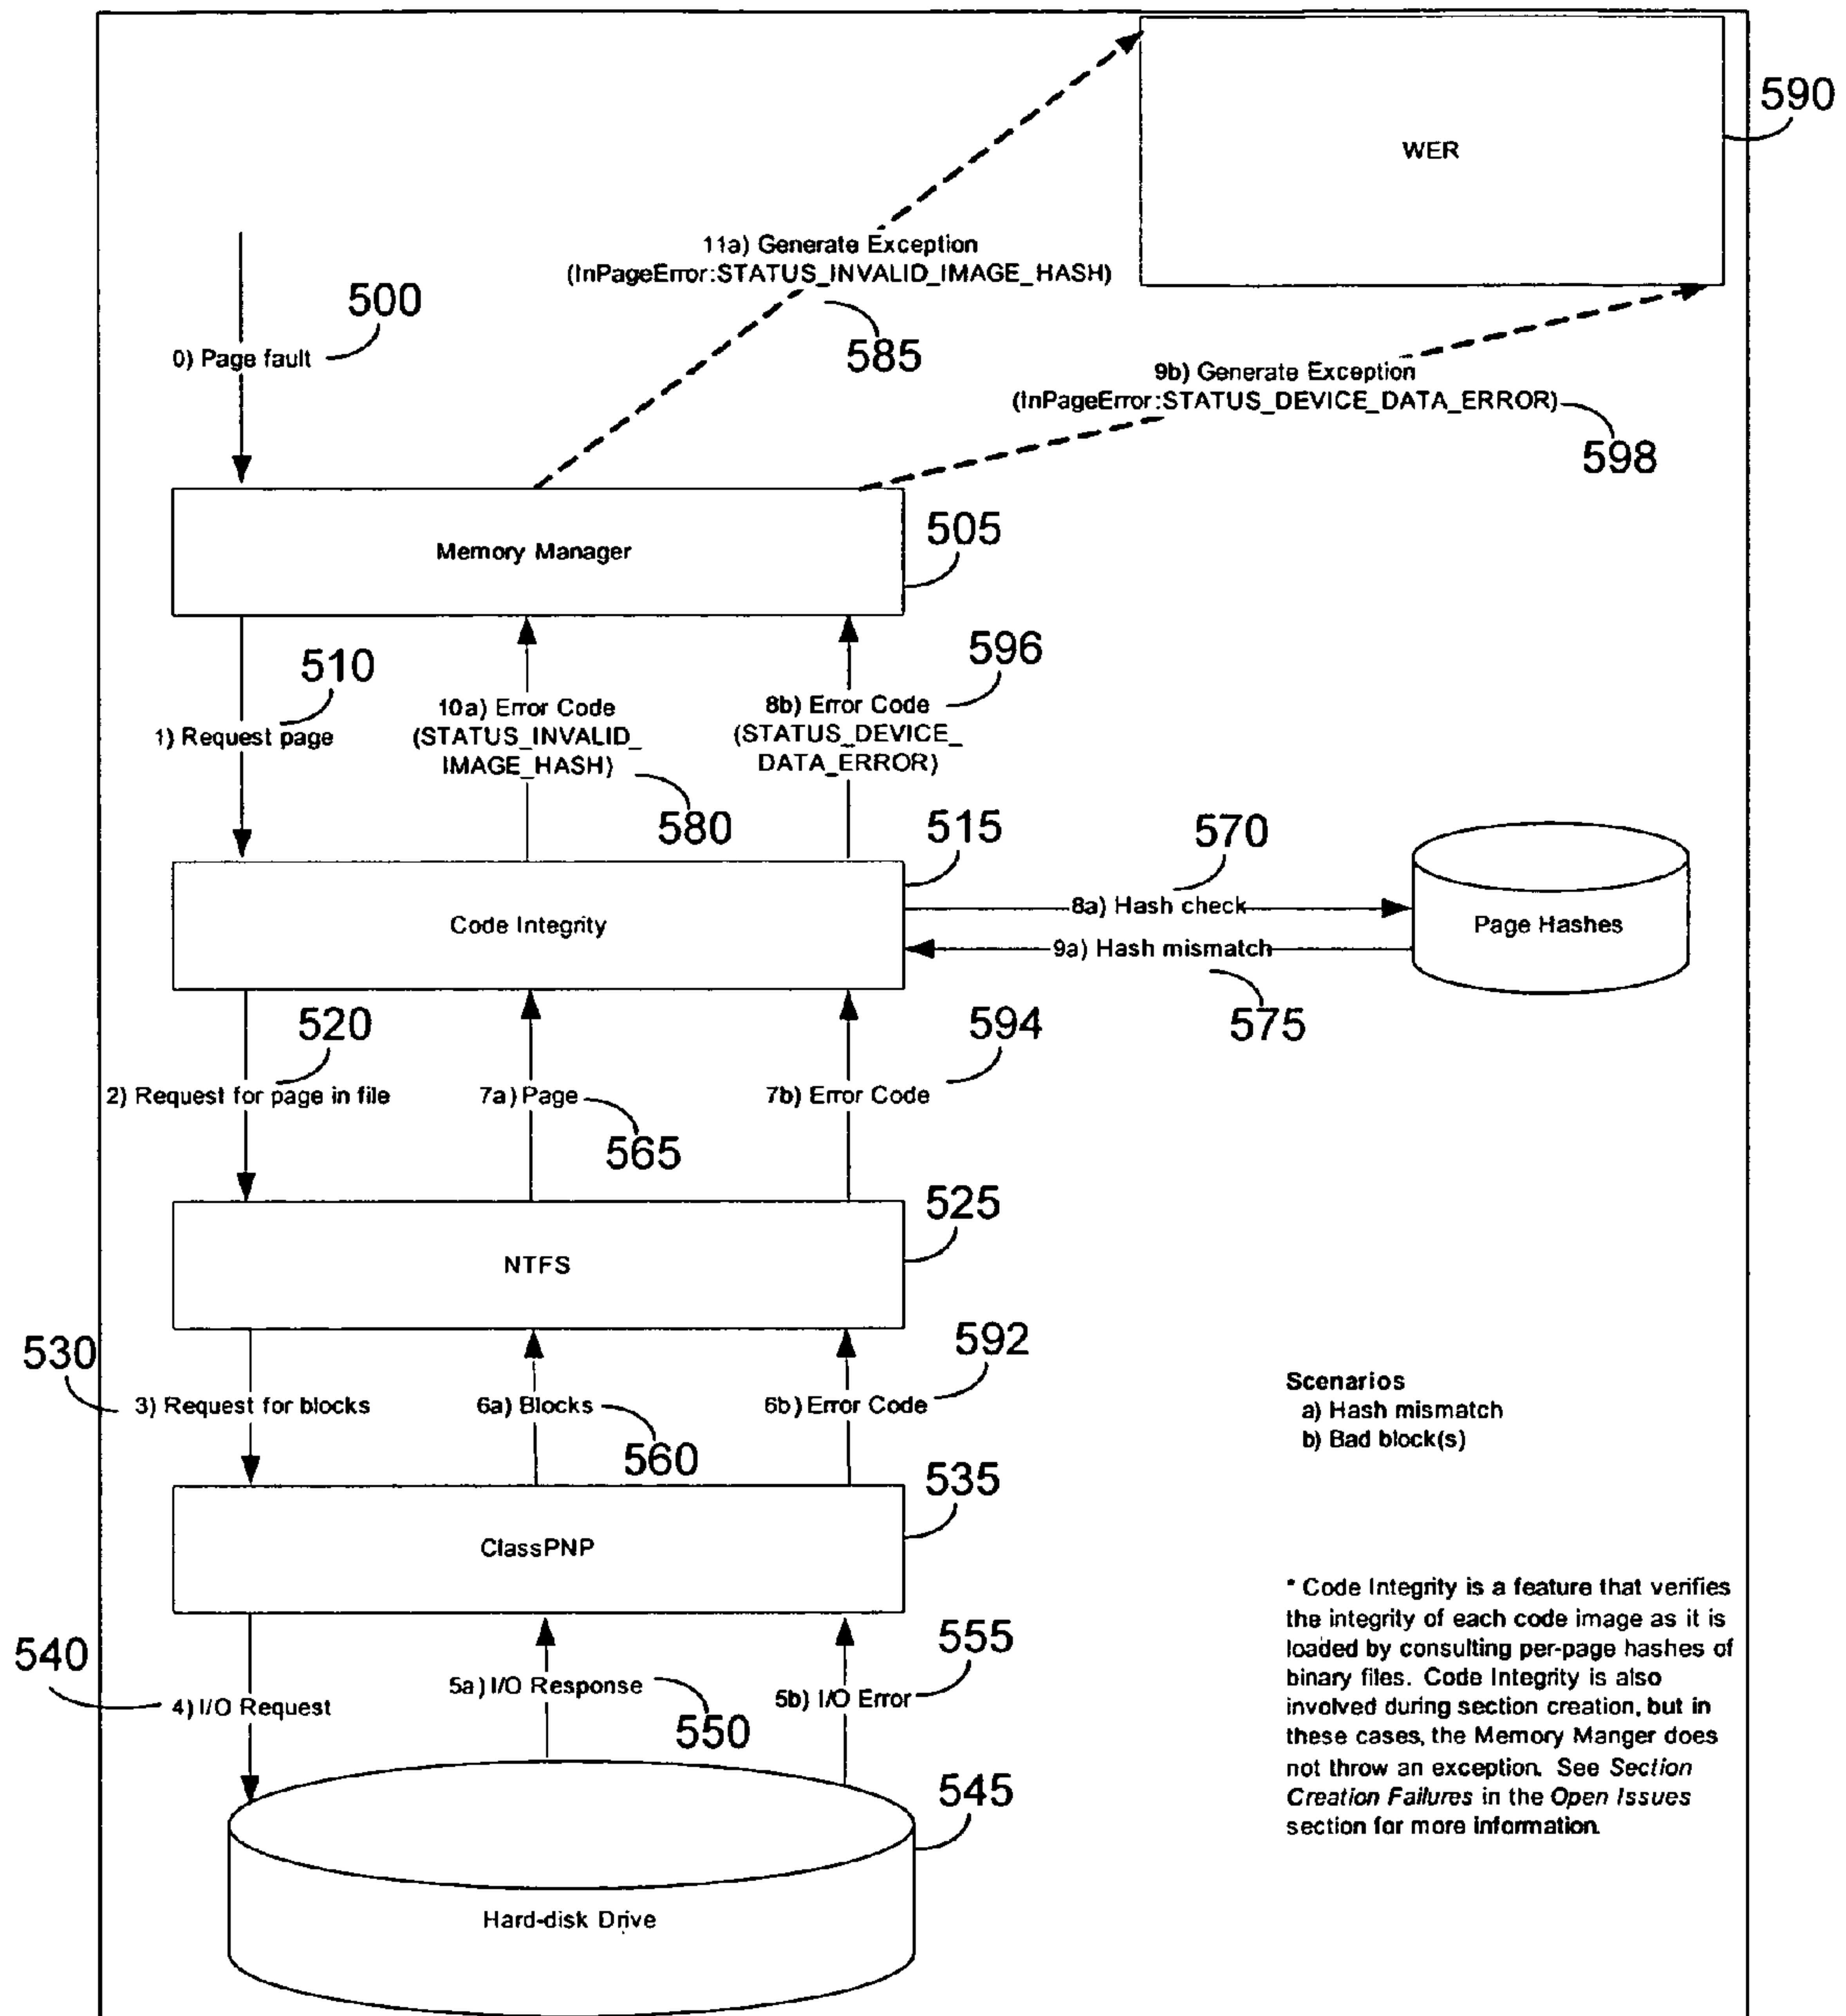 WER
590
11a) Generate Exception
(InPageError:STATUS_INVALID_IMAGE_HASH)
585
500
0) Page fault
9b) Generate Exception
(InPageError:STATUS_DEVICE_DATA_ERROR)
598
Memory Manager
505
510
1) Request page
10a) Error Code
(STATUS_INVALID_
IMAGE_HASH)
580
8b) Error Code
(STATUS_DEVICE_
DATA_ERROR)
596
Code Integrity
515
570
8a) Hash check
9a) Hash mismatch
575
Page Hashes
520
2) Request for page in file
7a) Page
565
7b) Error Code
594
NTFS
525
530
3) Request for blocks
6a) Blocks
560
6b) Error Code
592
Scenarios
a) Hash mismatch
b) Bad block(s)
ClassPNP
535
540
4) I/O Request
5a) I/O Response
550
5b) I/O Error
555
Hard-disk Drive
545
* Code Integrity is a feature that verifies
the integrity of each code image as it is
loaded by consulting per-page hashes of
binary files. Code Integrity is also
involved during section creation, but in
these cases, the Memory Manger does
not throw an exception. See Section
Creation Failures in the Open Issues
section for more information.